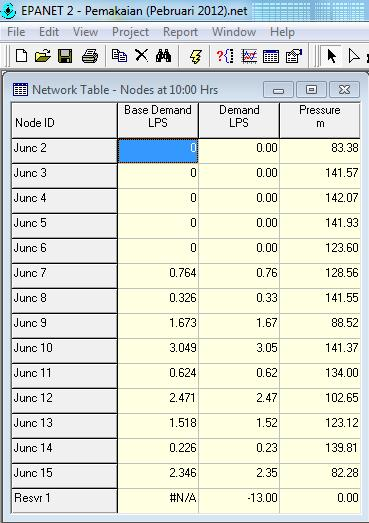 EPANET 2 - Pemakaian (Pebruari 2012).net
File Edit View Project Report Window Help
Network Table - Nodes at 10:00 Hrs
Node ID Base Demand LPS Demand LPS Pressure m
Junc 2 0 0.00 83.38
Junc 3 0 0.00 141.57
Junc 4 0 0.00 142.07
Junc 5 0 0.00 141.93
Junc 6 0 0.00 123.60
Junc 7 0.764 0.76 128.56
Junc 8 0.326 0.33 141.55
Junc 9 1.673 1.67 88.52
Junc 10 3.049 3.05 141.37
Junc 11 0.624 0.62 134.00
Junc 12 2.471 2.47 102.65
Junc 13 1.518 1.52 123.12
Junc 14 0.226 0.23 139.81
Junc 15 2.346 2.35 82.28
Resvr 1 #N/A -13.00 0.00